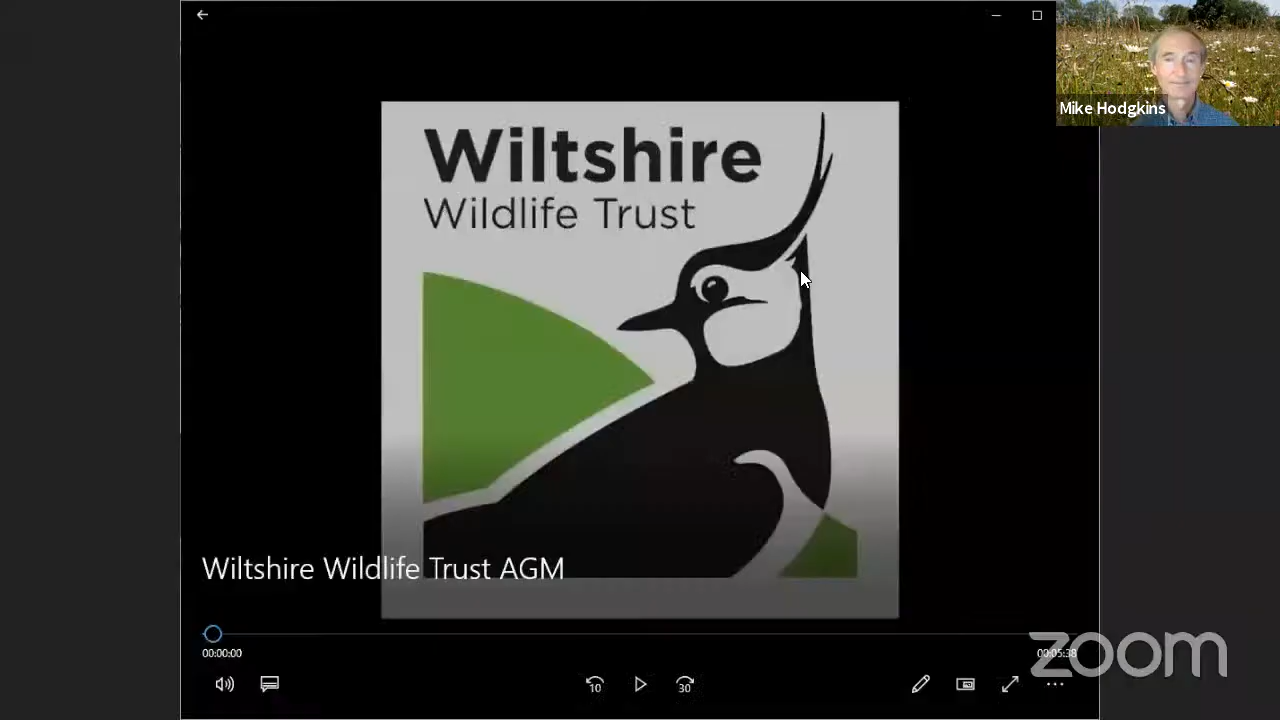 Mike Hodgkins
Wiltshire
Wildlife Trust
Wiltshire Wildlife Trust AGM
00:00:00
00:05:38
10
30
zoom